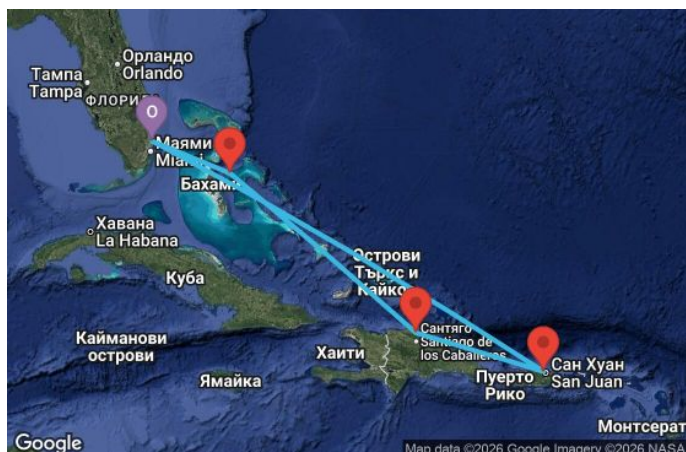 Орландо
Orlando
Тампа
Tampa
ФЛОРИДА
O
Маями
Miami
Бахами
Хавана
La Habana
Куба
Острови
Търкс и
Кайкос
Кайманови
острови
Ямайка
Хаити
Сантяго
Santiago de
los Caballeros
Пуерто
Рико
Сан Хуан
San Juan
Монтсерат
Google
Map data ©2026 Google Imagery ©2026 NASA